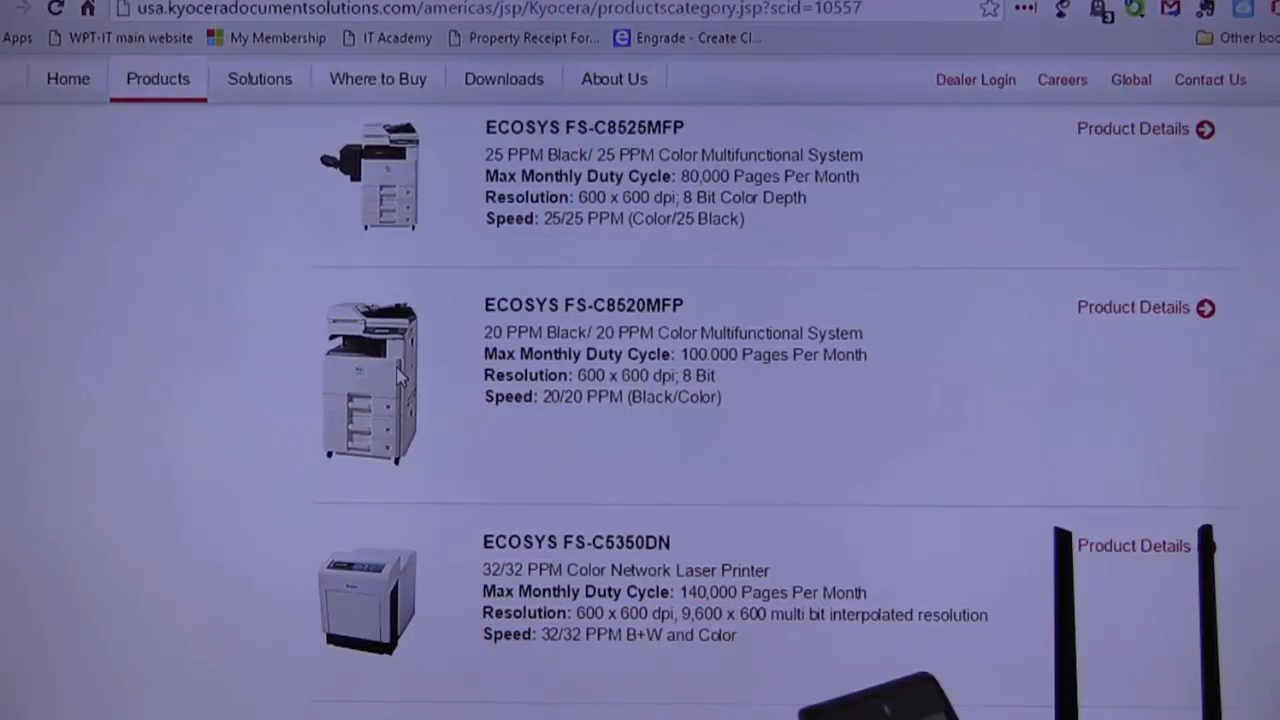 usa.kyoceradocumentsolutions.com/americas/jsp/Kyocera/productscategory.jsp?scid=10557
Apps WPT-IT main website My Membership IT Academy Property Receipt For... Engrade - Create Cl... Other boo
Home Products Solutions Where to Buy Downloads About Us Dealer Login Careers Global Contact Us
ECOSYS FS-C8525MFP Product Details
25 PPM Black/ 25 PPM Color Multifunctional System
Max Monthly Duty Cycle: 80,000 Pages Per Month
Resolution: 600 x 600 dpi; 8 Bit Color Depth
Speed: 25/25 PPM (Color/25 Black)
ECOSYS FS-C8520MFP Product Details
20 PPM Black/ 20 PPM Color Multifunctional System
Max Monthly Duty Cycle: 100.000 Pages Per Month
Resolution: 600 x 600 dpi; 8 Bit
Speed: 20/20 PPM (Black/Color)
ECOSYS FS-C5350DN Product Details
32/32 PPM Color Network Laser Printer
Max Monthly Duty Cycle: 140,000 Pages Per Month
Resolution: 600 x 600 dpi, 9,600 x 600 multi bit interpolated resolution
Speed: 32/32 PPM B+W and Color